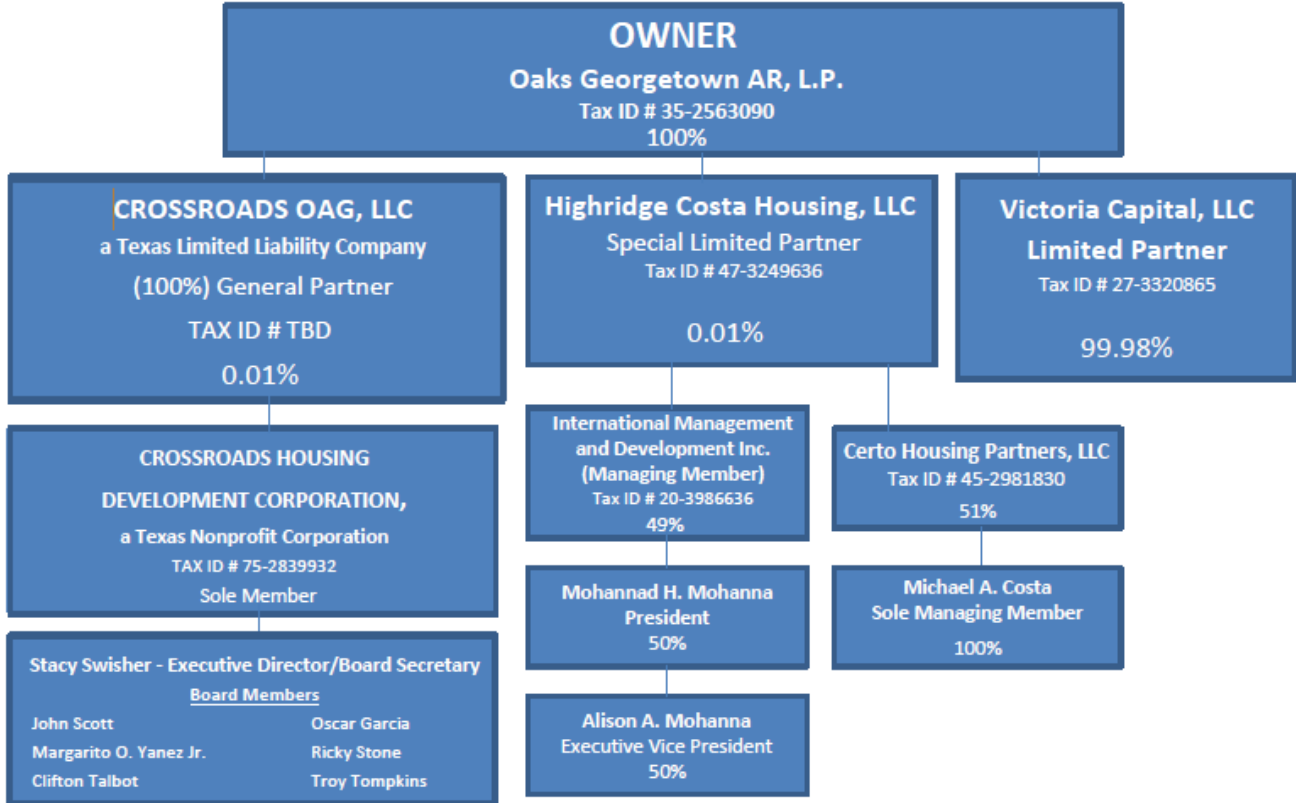 OWNER
Oaks Georgetown AR, L.P.
Tax ID # 35-2563090
100%
CROSSROADS OAG, LLC
a Texas Limited Liability Company
(100%) General Partner
TAX ID # TBD
0.01%
Highridge Costa Housing, LLC
Special Limited Partner
Tax ID # 47-3249636
0.01%
Victoria Capital, LLC
Limited Partner
Tax ID # 27-3320865
99.98%
CROSSROADS HOUSING
DEVELOPMENT CORPORATION,
a Texas Nonprofit Corporation
TAX ID # 75-2839932
Sole Member
International Management
and Development Inc.
(Managing Member)
Tax ID # 20-3986636
49%
Certo Housing Partners, LLC
Tax ID # 45-2981830
51%
Mohannad H. Mohanna
President
50%
Michael A. Costa
Sole Managing Member
100%
Stacy Swisher - Executive Director/Board Secretary
Board Members
John Scott Oscar Garcia
Margarito O. Yanez Jr. Ricky Stone
Clifton Talbot Troy Tompkins
Alison A. Mohanna
Executive Vice President
50%